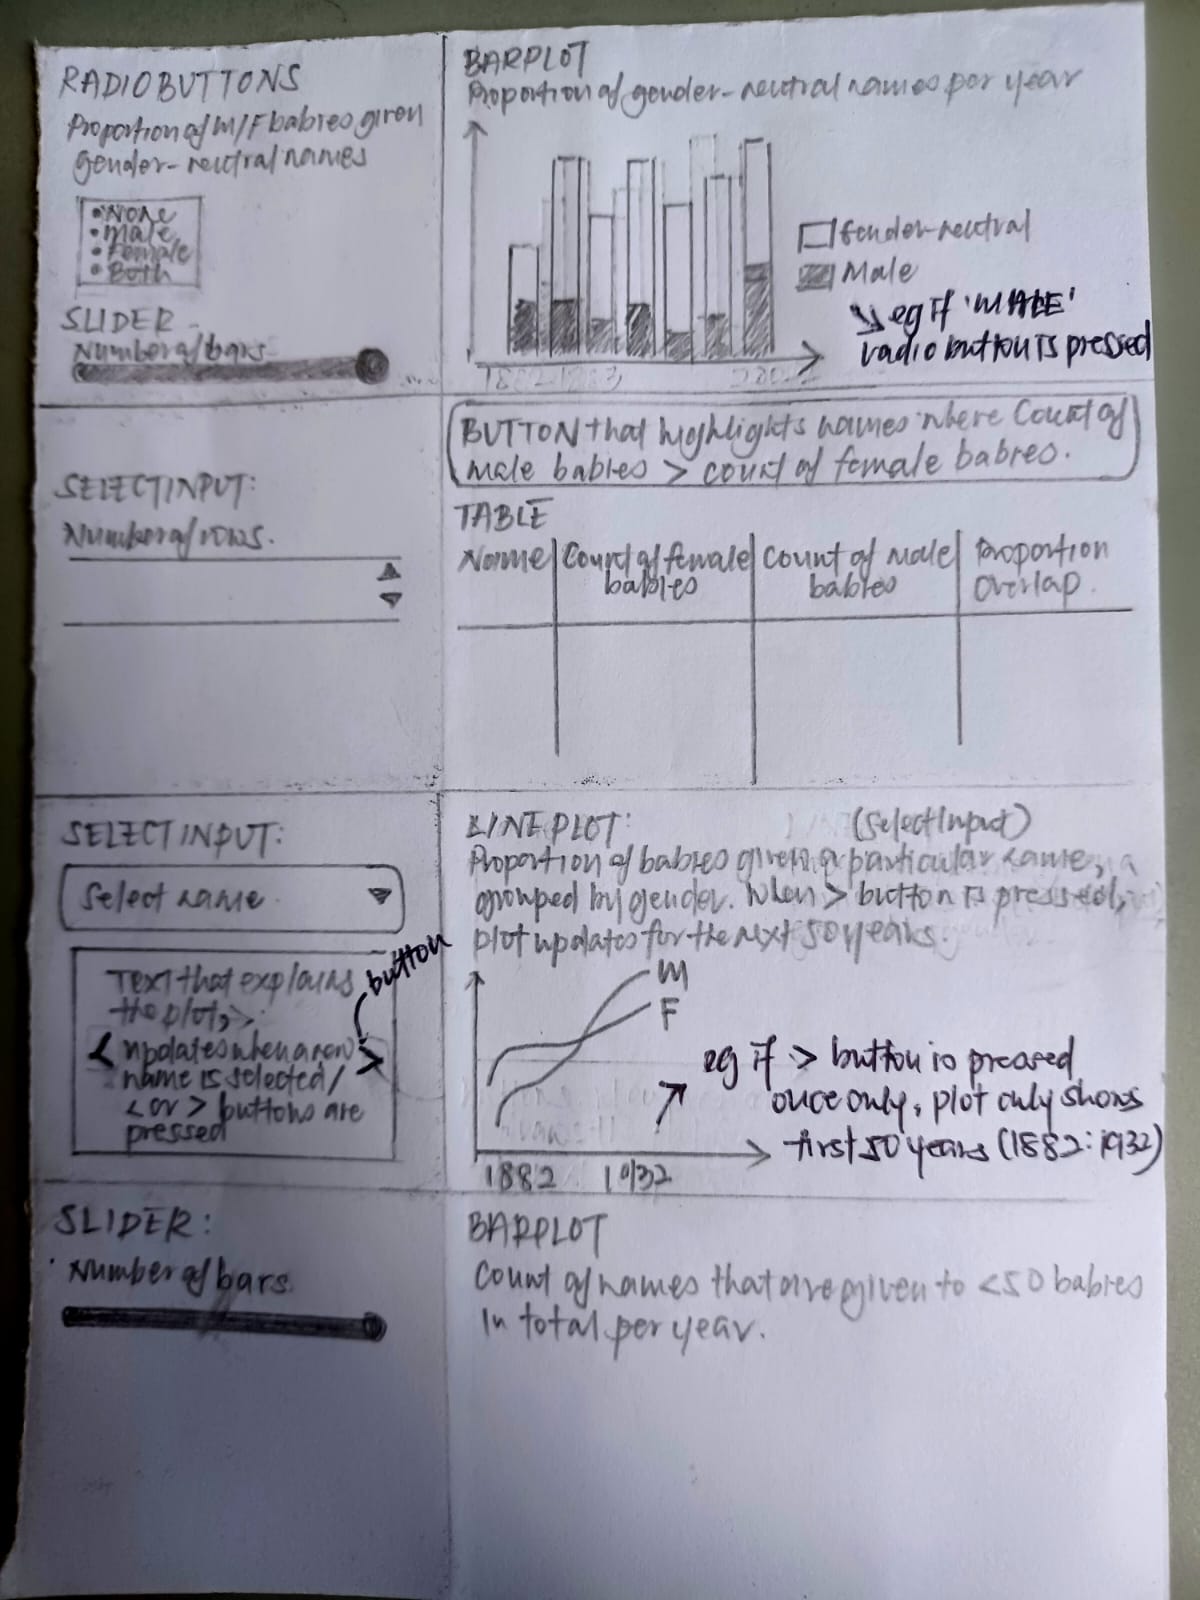 RADIOBUTTONS
Proportion of M/F babies given
gender-neutral names
• None
• Male
• Female
• Both
SLIDER
Number of bars
BARPLOT
Proportion of gender-neutral names per year
Gender-neutral
Male
eg if 'MALE'
radio button is pressed
1882 1883
SELECTINPUT:
Number of rows.
BUTTON that highlights names where Count of
male babies > count of female babies.
TABLE
Name
Count of female
babies
Count of male
babies
Proportion
Overlap.
SELECTINPUT:
Select name
Text that explains
the plot,
updates when a new
name is selected/
< or > buttons are
pressed
<
>
button
LINE PLOT:
(SelectInput)
Proportion of babies given a particular name,
grouped by gender. When > button is pressed,
plot updates for the next 50 years.
M
F
eg if > button is pressed
once only, plot only shows
first 50 years (1882:1932)
1882 1932
SLIDER:
Number of bars.
BARPLOT
Count of names that are given to <50 babies
in total per year.